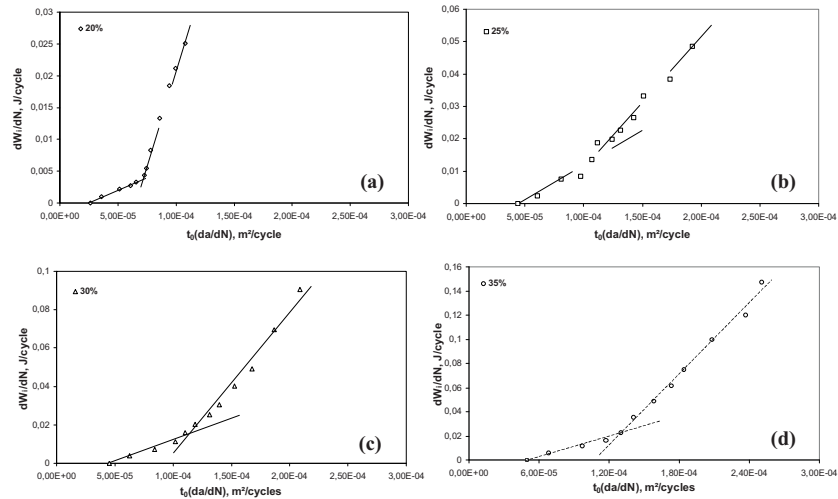 20%
0,03
0,025
0,02
0,015
0,01
0,005
0
dWᵢ/dN, J/cycle
(a)
0,00E+00 5,00E-05 1,00E-04 1,50E-04 2,00E-04 2,50E-04 3,00E-04
t₀(da/dN), m²/cycle
25%
0,06
0,05
0,04
0,03
0,02
0,01
0
dWᵢ/dN, J/cycle
(b)
0,00E+00 5,00E-05 1,00E-04 1,50E-04 2,00E-04 2,50E-04 3,00E-04
t₀(da/dN), m²/cycle
30%
0,1
0,08
0,06
0,04
0,02
0
dWᵢ/dN, J/cycle
(c)
0,00E+00 5,00E-05 1,00E-04 1,50E-04 2,00E-04 2,50E-04 3,00E-04
t₀(da/dN), m²/cycles
35%
0,16
0,14
0,12
0,1
0,08
0,06
0,04
0,02
0
dWᵢ/dN, J/cycle
(d)
0,00E+00 6,00E-05 1,20E-04 1,80E-04 2,40E-04 3,00E-04
t₀(da/dN), m²/cycles